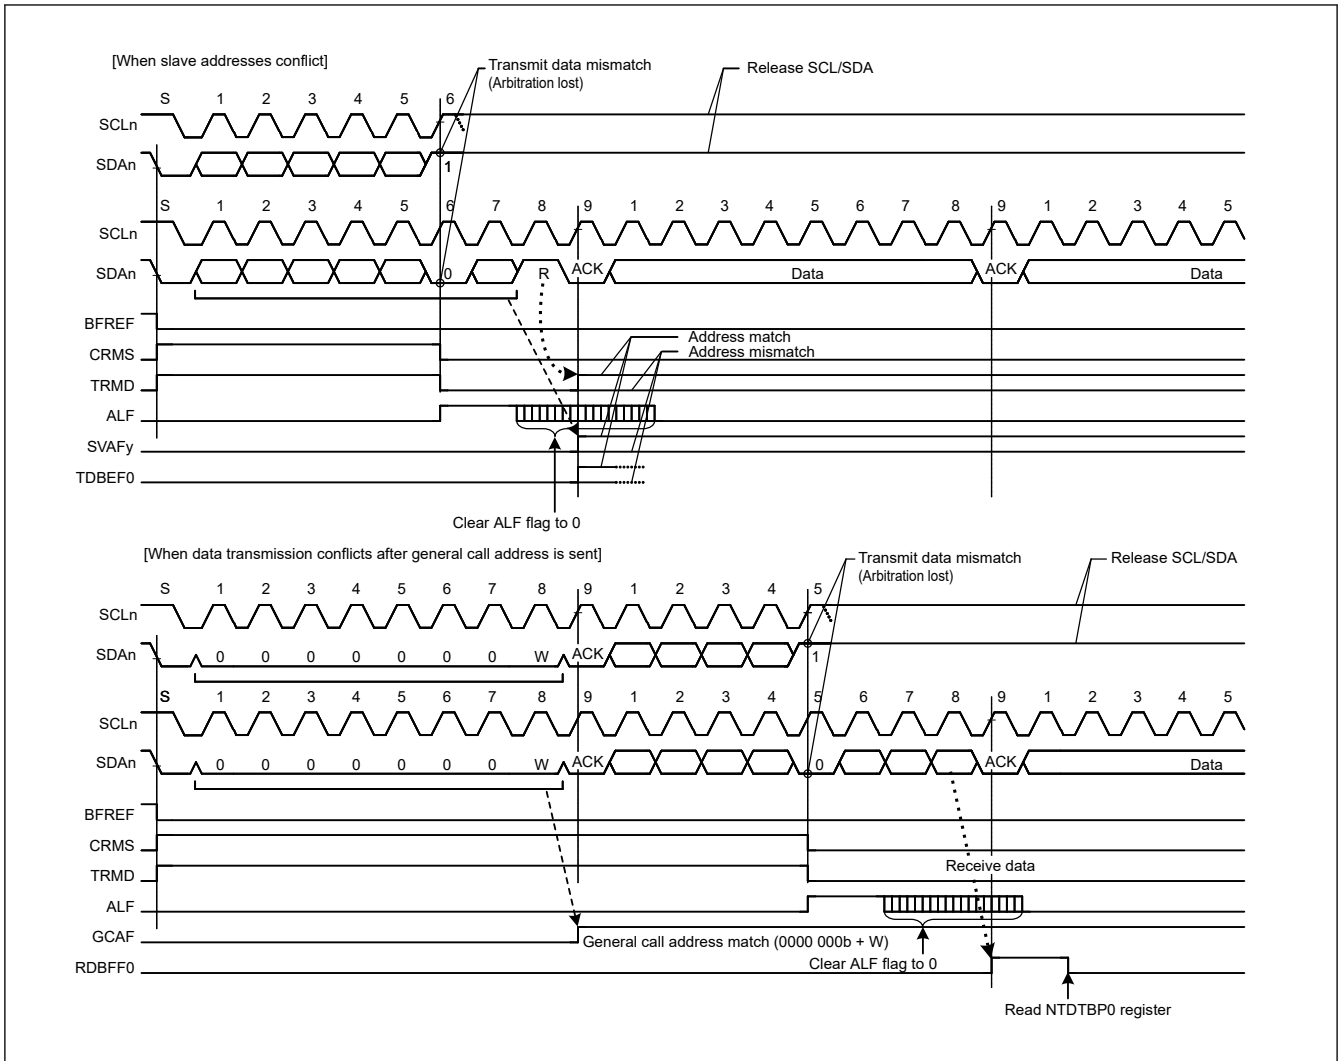 [When slave addresses conflict]
Transmit data mismatch
(Arbitration lost)
Release SCL/SDA
S 1 2 3 4 5 6
SCLn
SDAn
1
S 1 2 3 4 5 6 7 8 9 1 2 3 4 5 6 7 8 9 1 2 3 4 5
SCLn
SDAn 0 R ACK Data ACK Data
BFREF
CRMS
Address match
Address mismatch
TRMD
ALF
SVAFy
TDBEF0
Clear ALF flag to 0
[When data transmission conflicts after general call address is sent]
Transmit data mismatch
(Arbitration lost)
Release SCL/SDA
S 1 2 3 4 5 6 7 8 9 1 2 3 4 5
SCLn
SDAn 0 0 0 0 0 0 0 W ACK 1
S 1 2 3 4 5 6 7 8 9 1 2 3 4 5 6 7 8 9 1 2 3 4 5
SCLn
SDAn 0 0 0 0 0 0 0 W ACK 0 ACK Data
BFREF
CRMS
Receive data
TRMD
ALF
GCAF
General call address match (0000 000b + W)
Clear ALF flag to 0
RDBFF0
Read NTDTBP0 register